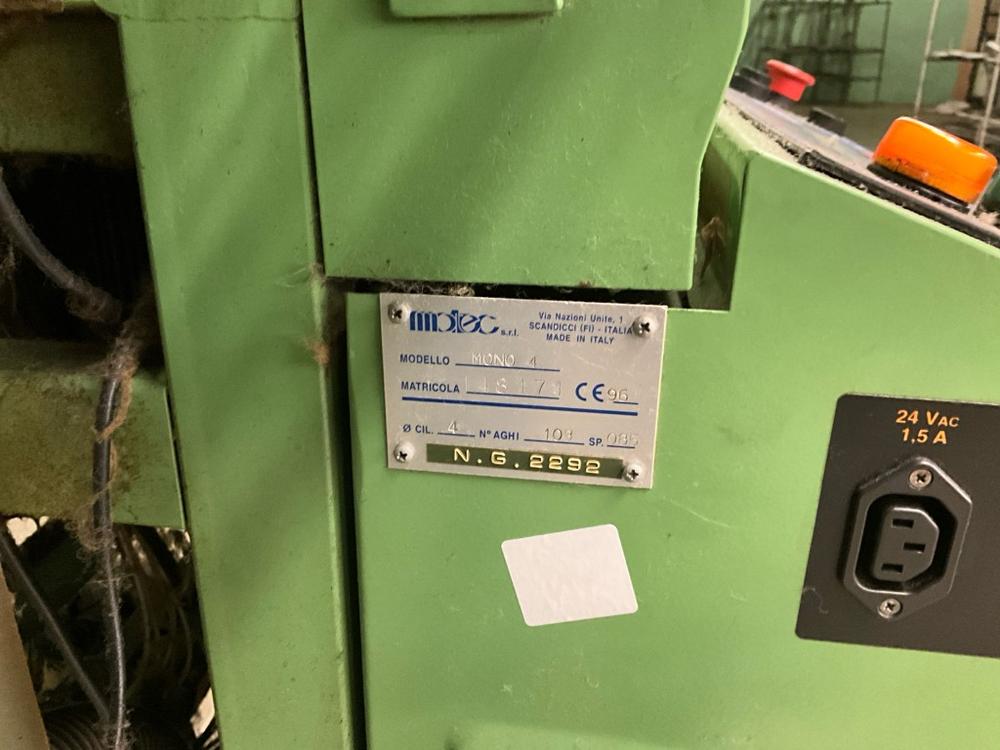 matec s.r.l.
Via Nazioni Unite, 1
SCANDICCI (FI) - ITALIA
MADE IN ITALY
MODELLO MONO 4
MATRICOLA CE 96
Ø CIL. 4 N° AGHI SP. 085
N.G. 2292
24 VAC
1,5 A